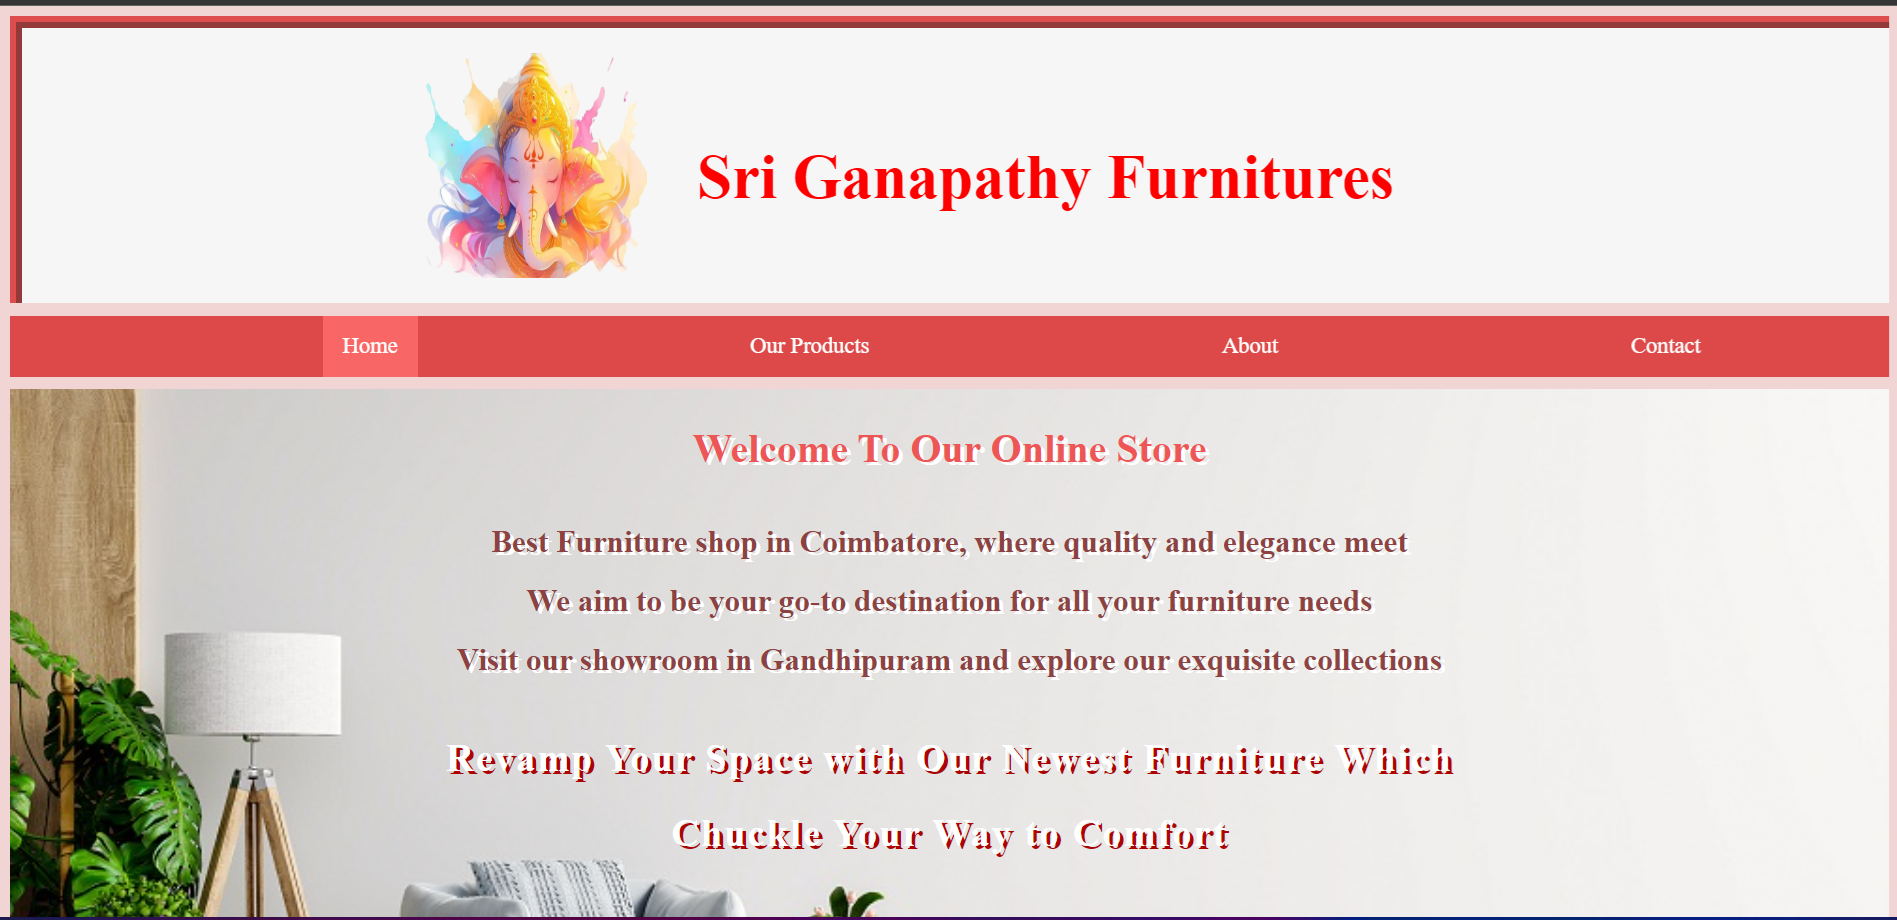 Sri Ganapathy Furnitures
Home Our Products About Contact
Welcome To Our Online Store
Best Furniture shop in Coimbatore, where quality and elegance meet
We aim to be your go-to destination for all your furniture needs
Visit our showroom in Gandhipuram and explore our exquisite collections
Revamp Your Space with Our Newest Furniture Which
Chuckle Your Way to Comfort